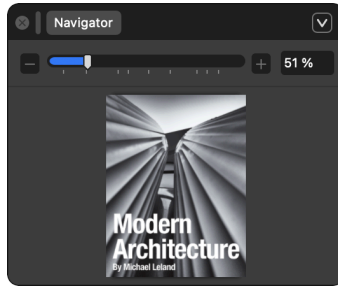 Navigator
51 %
Modern
Architecture
By Michael Leland